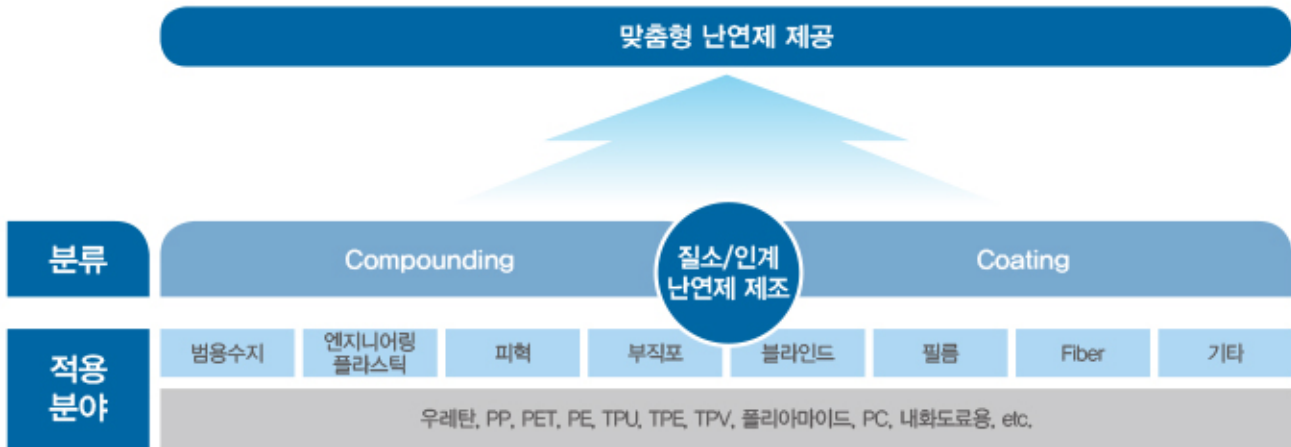 맞춤형 난연제 제공
분류
Compounding
질소/인계
난연제 제조
Coating
적용
분야
범용수지
엔지니어링
플라스틱
피혁
부직포
블라인드
필름
Fiber
기타
우레탄, PP, PET, PE, TPU, TPE, TPV, 폴리아마이드, PC, 내화도료용, etc.